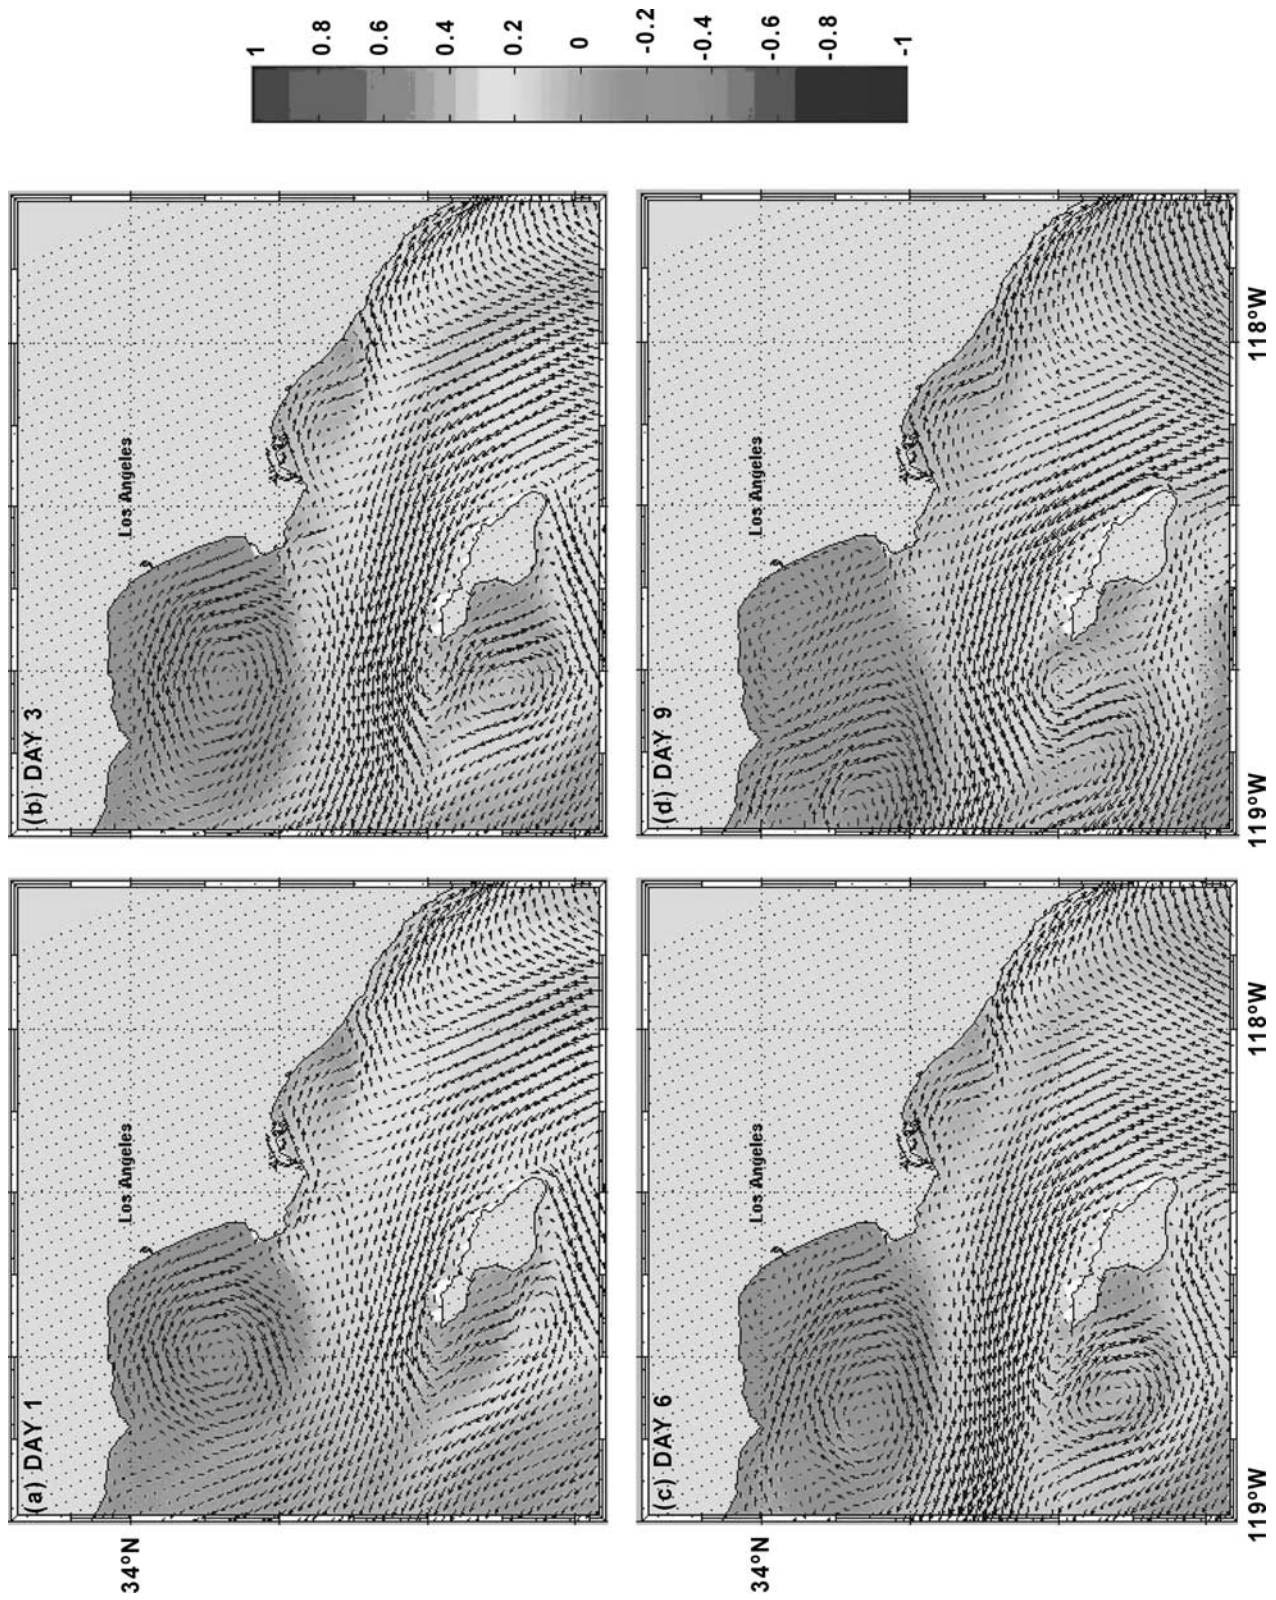 (a) DAY 1
Los Angeles
34°N
(b) DAY 3
Los Angeles
(c) DAY 6
Los Angeles
34°N
119°W
118°W
(d) DAY 9
Los Angeles
119°W
118°W
1
0.8
0.6
0.4
0.2
0
-0.2
-0.4
-0.6
-0.8
-1